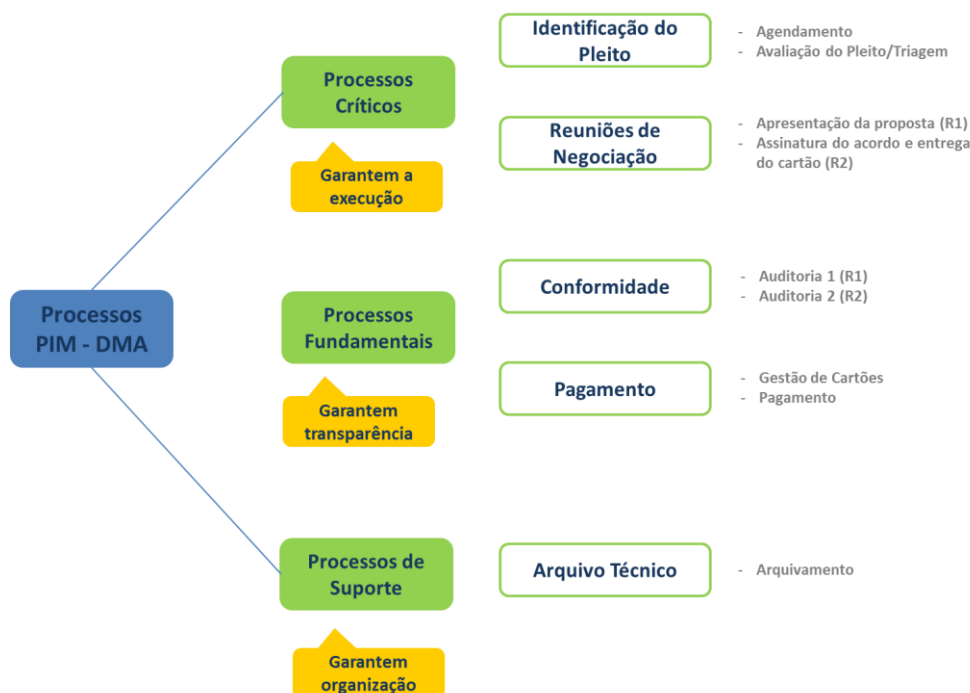 Processos
PIM - DMA
Processos
Críticos
Garantem a
execução
Identificação do
Pleito
- Agendamento
- Avaliação do Pleito/Triagem
Reuniões de
Negociação
- Apresentação da proposta (R1)
- Assinatura do acordo e entrega
do cartão (R2)
Processos
Fundamentais
Garantem
transparência
Conformidade
- Auditoria 1 (R1)
- Auditoria 2 (R2)
Pagamento
- Gestão de Cartões
- Pagamento
Processos de
Suporte
Garantem
organização
Arquivo Técnico
- Arquivamento